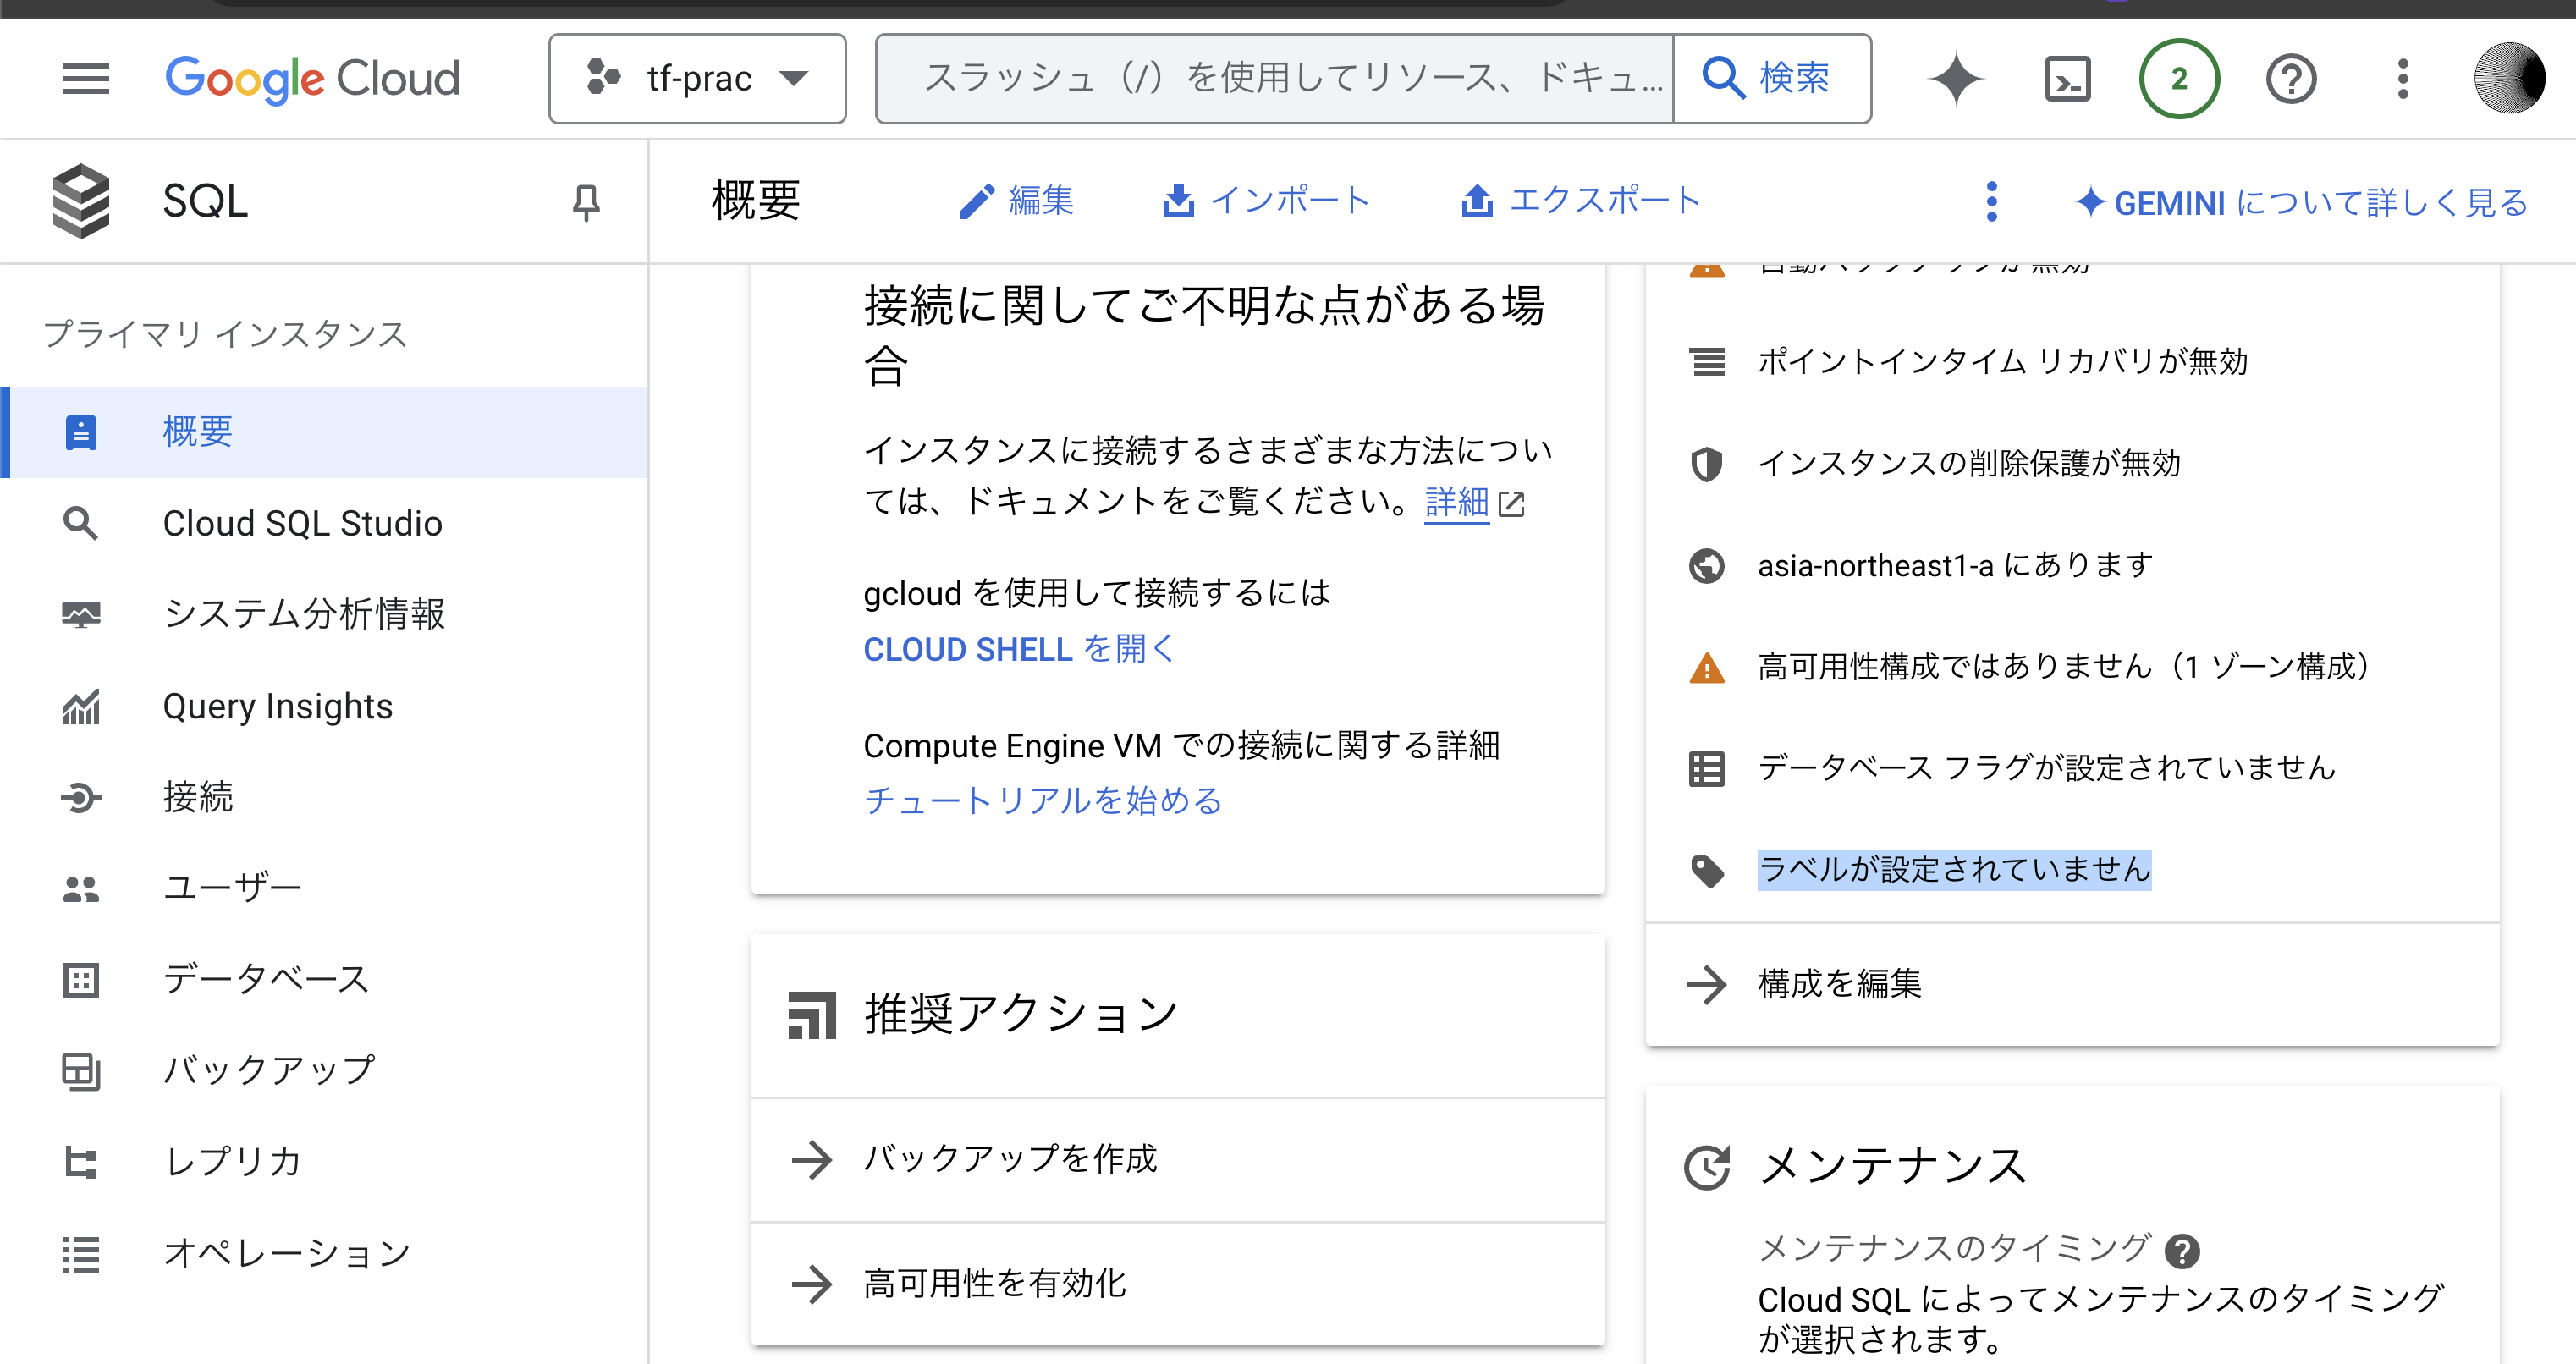 Google Cloud
tf-prac
スラッシュ（/）を使用してリソース、ドキュ...
検索
2
SQL
概要
編集
インポート
エクスポート
GEMINI について詳しく見る
プライマリ インスタンス
概要
Cloud SQL Studio
システム分析情報
Query Insights
接続
ユーザー
データベース
バックアップ
レプリカ
オペレーション
接続に関してご不明な点がある場
合
インスタンスに接続するさまざまな方法につい
ては、ドキュメントをご覧ください。詳細
gcloud を使用して接続するには
CLOUD SHELL を開く
Compute Engine VM での接続に関する詳細
チュートリアルを始める
推奨アクション
バックアップを作成
高可用性を有効化
自動バックアップが無効
ポイントインタイム リカバリが無効
インスタンスの削除保護が無効
asia-northeast1-a にあります
高可用性構成ではありません（1 ゾーン構成）
データベース フラグが設定されていません
ラベルが設定されていません
構成を編集
メンテナンス
メンテナンスのタイミング
Cloud SQL によってメンテナンスのタイミング
が選択されます。